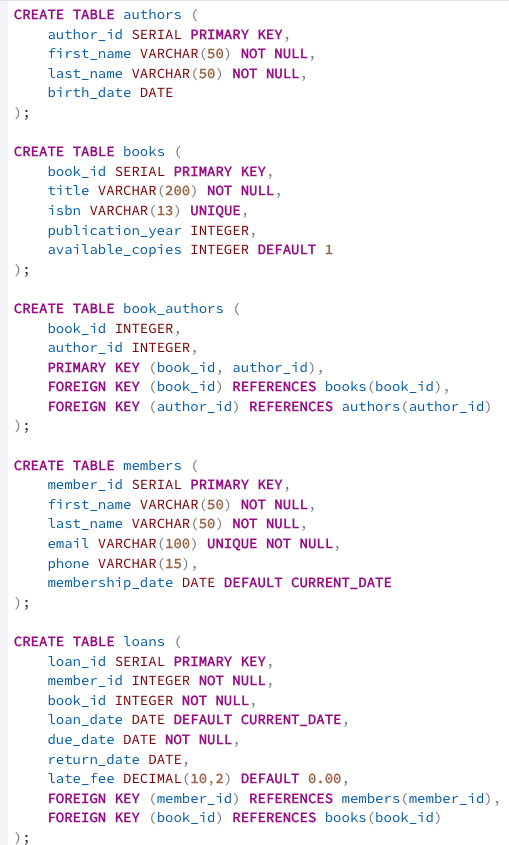 CREATE TABLE authors (
    author_id SERIAL PRIMARY KEY,
    first_name VARCHAR(50) NOT NULL,
    last_name VARCHAR(50) NOT NULL,
    birth_date DATE
);

CREATE TABLE books (
    book_id SERIAL PRIMARY KEY,
    title VARCHAR(200) NOT NULL,
    isbn VARCHAR(13) UNIQUE,
    publication_year INTEGER,
    available_copies INTEGER DEFAULT 1
);

CREATE TABLE book_authors (
    book_id INTEGER,
    author_id INTEGER,
    PRIMARY KEY (book_id, author_id),
    FOREIGN KEY (book_id) REFERENCES books(book_id),
    FOREIGN KEY (author_id) REFERENCES authors(author_id)
);

CREATE TABLE members (
    member_id SERIAL PRIMARY KEY,
    first_name VARCHAR(50) NOT NULL,
    last_name VARCHAR(50) NOT NULL,
    email VARCHAR(100) UNIQUE NOT NULL,
    phone VARCHAR(15),
    membership_date DATE DEFAULT CURRENT_DATE
);

CREATE TABLE loans (
    loan_id SERIAL PRIMARY KEY,
    member_id INTEGER NOT NULL,
    book_id INTEGER NOT NULL,
    loan_date DATE DEFAULT CURRENT_DATE,
    due_date DATE NOT NULL,
    return_date DATE,
    late_fee DECIMAL(10,2) DEFAULT 0.00,
    FOREIGN KEY (member_id) REFERENCES members(member_id),
    FOREIGN KEY (book_id) REFERENCES books(book_id)
);